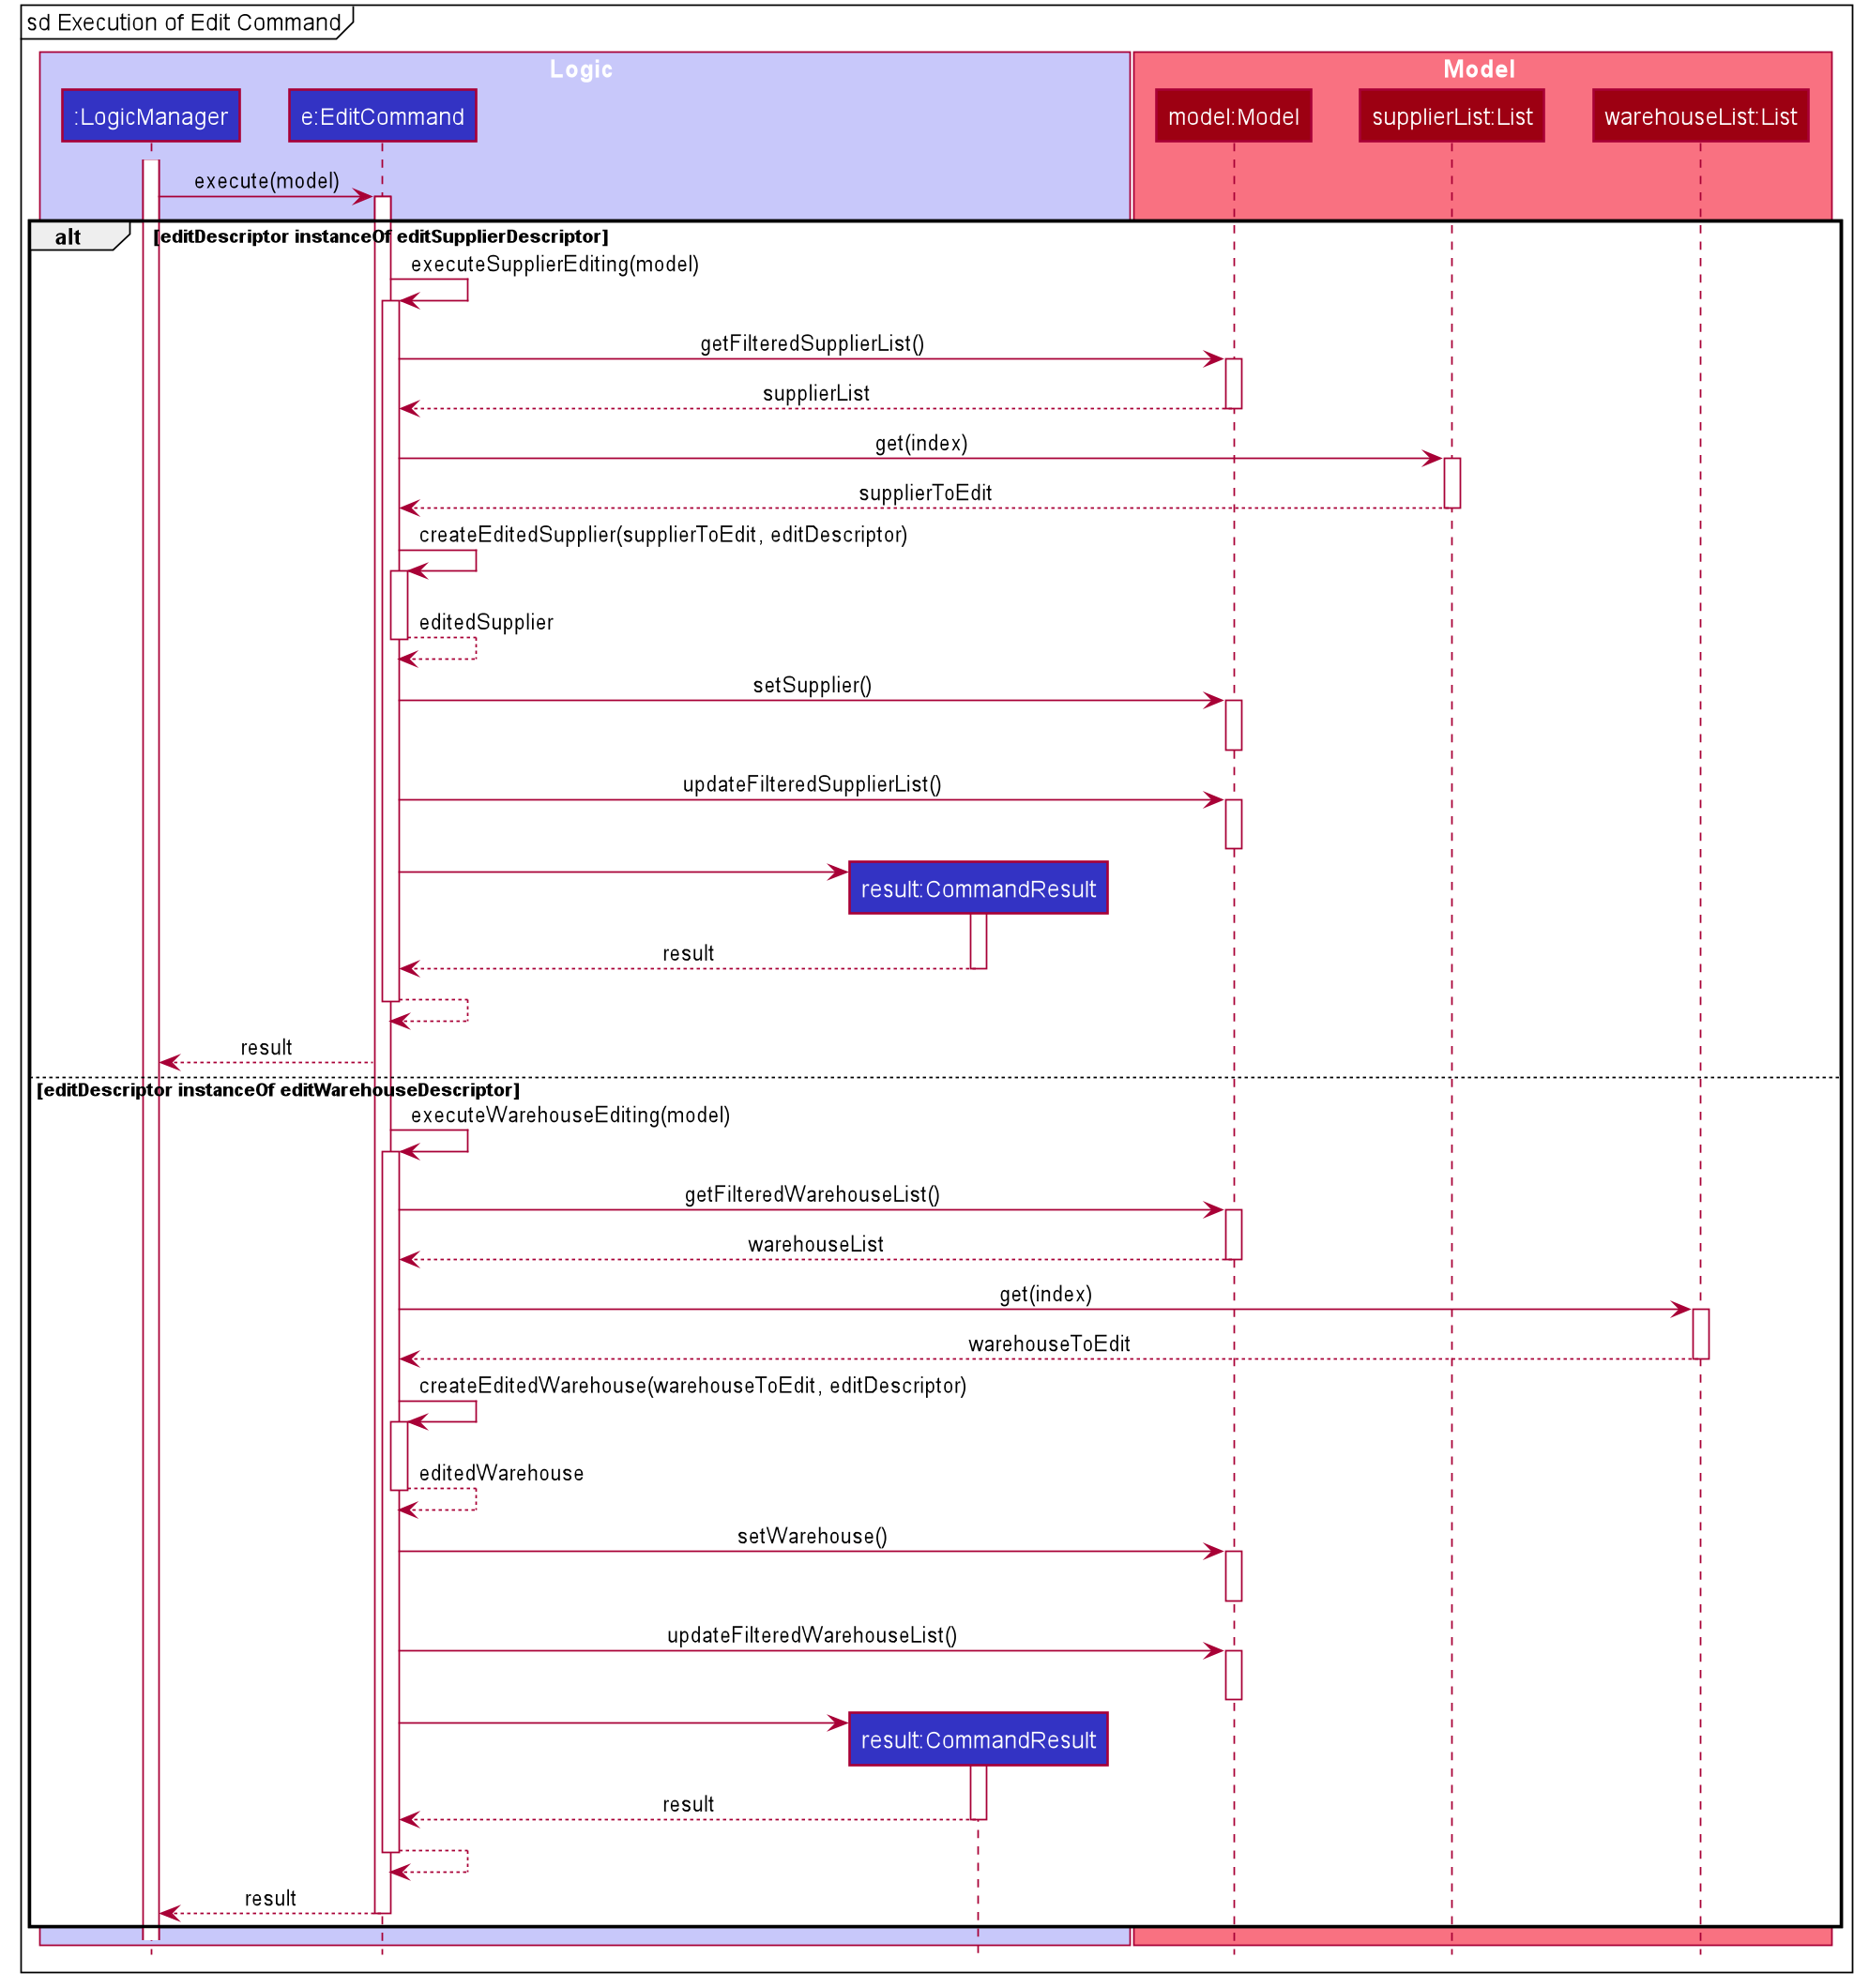 sd Execution of Edit Command
Logic
Model
:LogicManager
e:EditCommand
model:Model
supplierList:List
warehouseList:List
execute(model)
alt
[editDescriptor instanceOf editSupplierDescriptor]
executeSupplierEditing(model)
getFilteredSupplierList()
supplierList
get(index)
supplierToEdit
createEditedSupplier(supplierToEdit, editDescriptor)
editedSupplier
setSupplier()
updateFilteredSupplierList()
result:CommandResult
result
result
[editDescriptor instanceOf editWarehouseDescriptor]
executeWarehouseEditing(model)
getFilteredWarehouseList()
warehouseList
get(index)
warehouseToEdit
createEditedWarehouse(warehouseToEdit, editDescriptor)
editedWarehouse
setWarehouse()
updateFilteredWarehouseList()
result:CommandResult
result
result